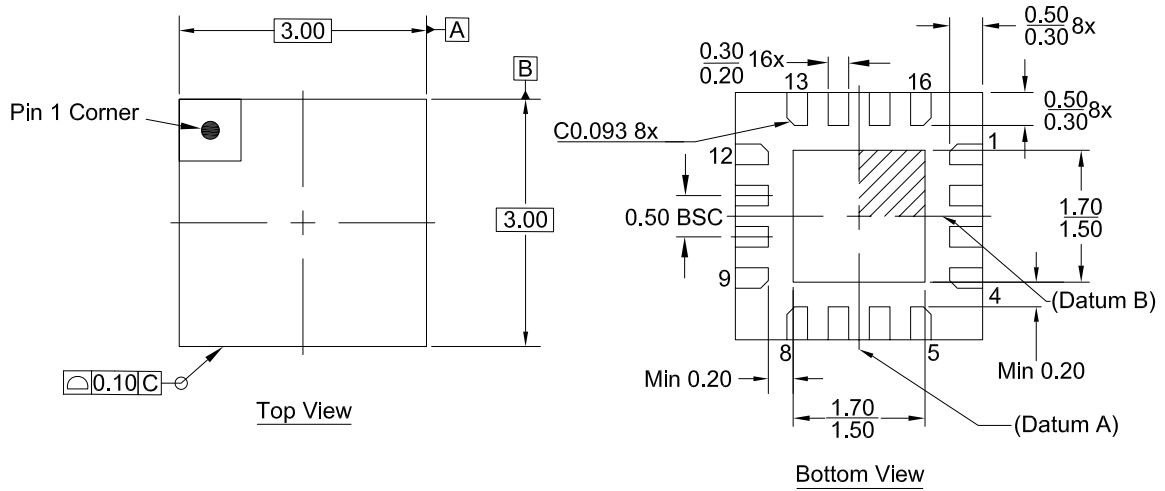 3.00
A
B
Pin 1 Corner
3.00
0.10 C
Top View
0.50
0.30 8x
0.30
0.20 16x
13
16
0.50
0.30 8x
C0.093 8x
1
12
0.50 BSC
1.70
1.50
9
4
(Datum B)
8
5
Min 0.20
Min 0.20
1.70
1.50
(Datum A)
Bottom View